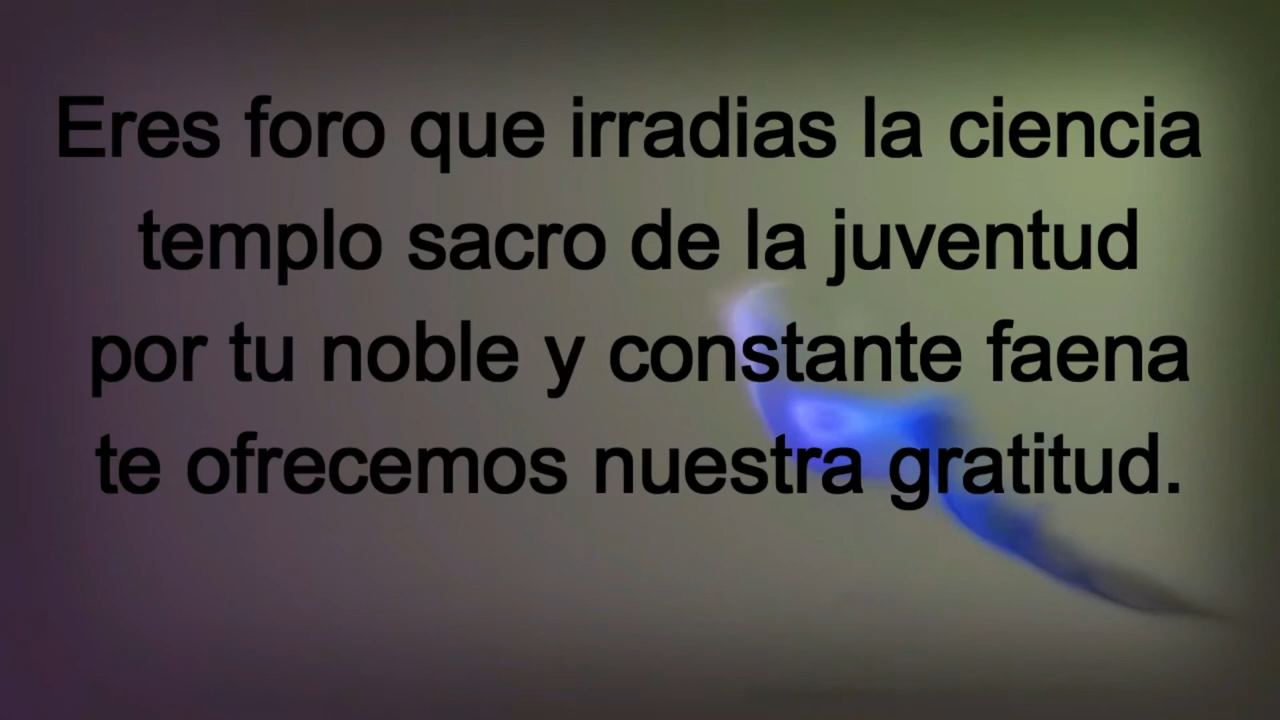 Eres foro que irradias la ciencia
templo sacro de la juventud
por tu noble y constante faena
te ofrecemos nuestra gratitud.